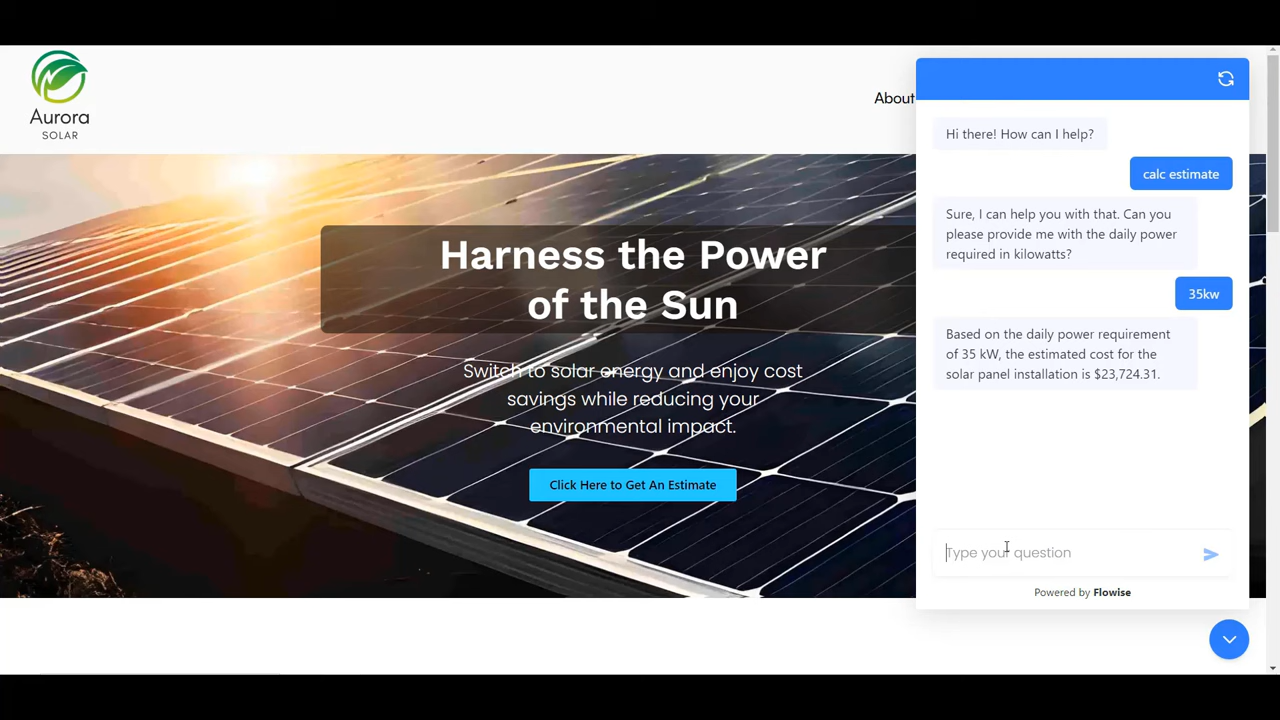 Aurora
SOLAR
About
Harness the Power
of the Sun
Switch to solar energy and enjoy cost
savings while reducing your
environmental impact.
Click Here to Get An Estimate
Hi there! How can I help?
calc estimate
Sure, I can help you with that. Can you
please provide me with the daily power
required in kilowatts?
35kw
Based on the daily power requirement
of 35 kW, the estimated cost for the
solar panel installation is $23,724.31.
Type your question
Powered by Flowise